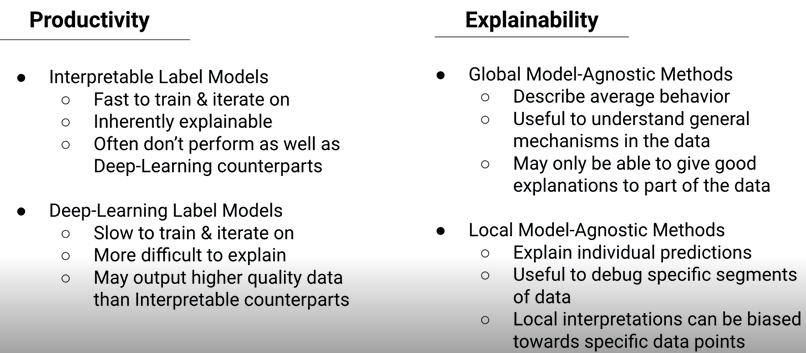 Productivity
● Interpretable Label Models
○ Fast to train & iterate on
○ Inherently explainable
○ Often don't perform as well as
Deep-Learning counterparts
● Deep-Learning Label Models
○ Slow to train & iterate on
○ More difficult to explain
○ May output higher quality data
than Interpretable counterparts
Explainability
● Global Model-Agnostic Methods
○ Describe average behavior
○ Useful to understand general
mechanisms in the data
○ May only be able to give good
explanations to part of the data
● Local Model-Agnostic Methods
○ Explain individual predictions
○ Useful to debug specific segments
of data
○ Local interpretations can be biased
towards specific data points